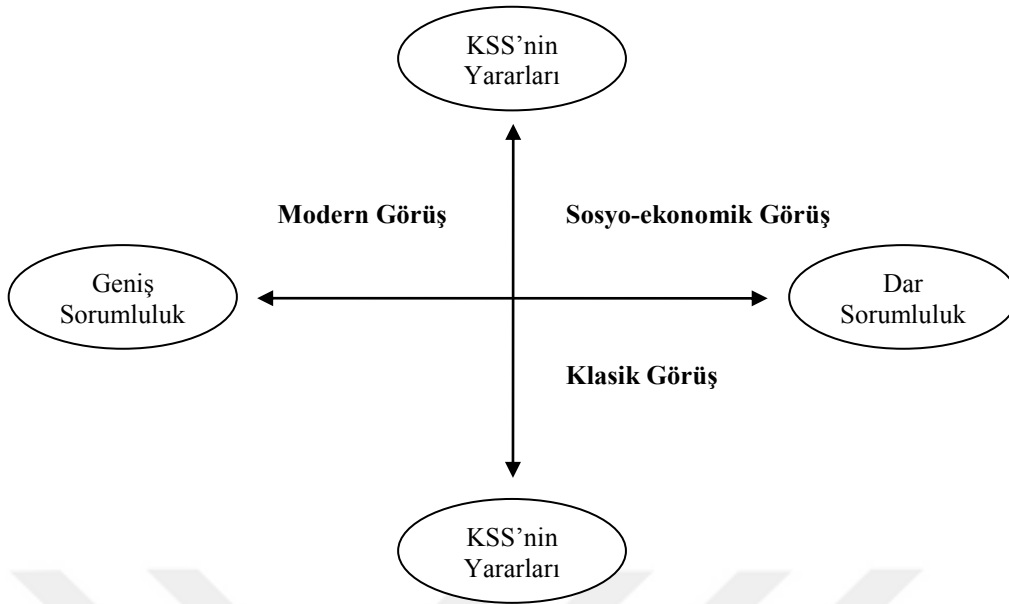 KSS’nin
Yararları
Modern Görüş
Sosyo-ekonomik Görüş
Geniş
Sorumluluk
Dar
Sorumluluk
Klasik Görüş
KSS’nin
Yararları